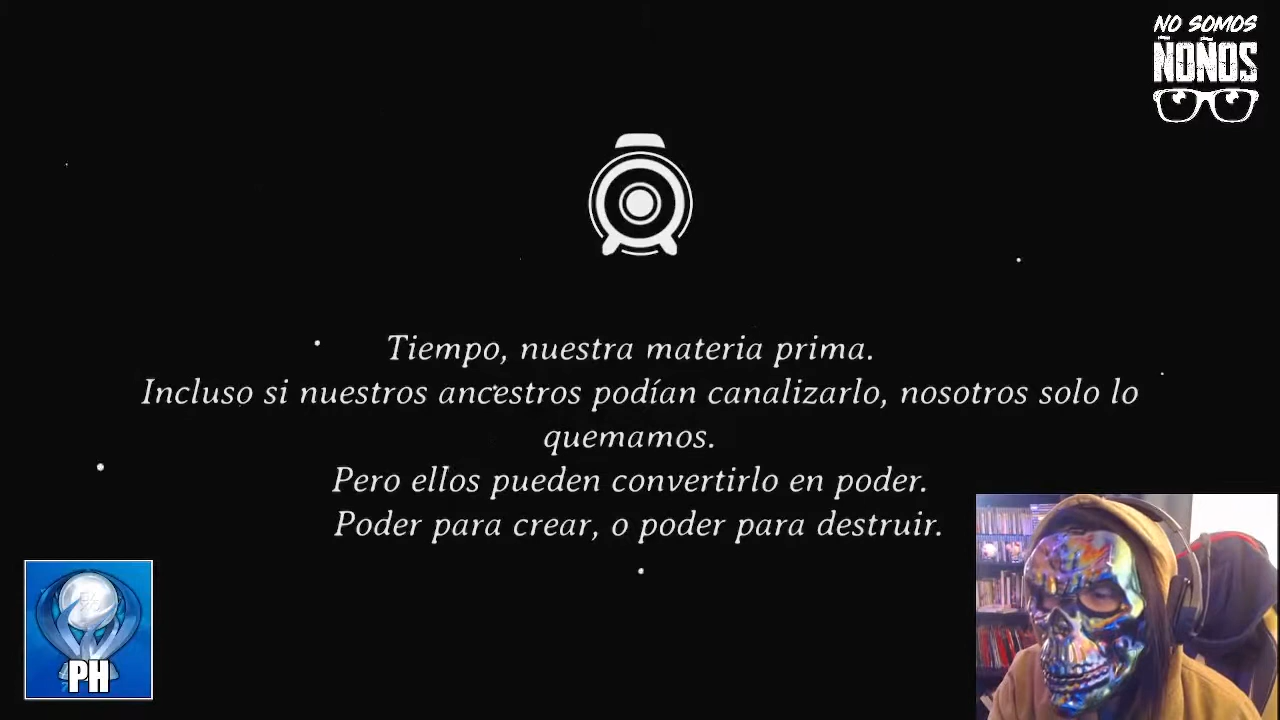 NO SOMOS
ÑOÑOS
Tiempo, nuestra materia prima.
Incluso si nuestros ancestros podían canalizarlo, nosotros solo lo
quemamos.
Pero ellos pueden convertirlo en poder.
Poder para crear, o poder para destruir.
PH